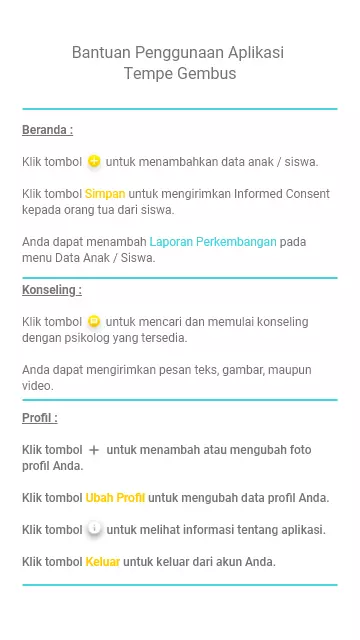 Bantuan Penggunaan Aplikasi
Tempe Gembus
Beranda :
Klik tombol untuk menambahkan data anak / siswa.
Klik tombol Simpan untuk mengirimkan Informed Consent
kepada orang tua dari siswa.
Anda dapat menambah Laporan Perkembangan pada
menu Data Anak / Siswa.
Konseling :
Klik tombol untuk mencari dan memulai konseling
dengan psikolog yang tersedia.
Anda dapat mengirimkan pesan teks, gambar, maupun
video.
Profil :
Klik tombol + untuk menambah atau mengubah foto
profil Anda.
Klik tombol Ubah Profil untuk mengubah data profil Anda.
Klik tombol i untuk melihat informasi tentang aplikasi.
Klik tombol Keluar untuk keluar dari akun Anda.